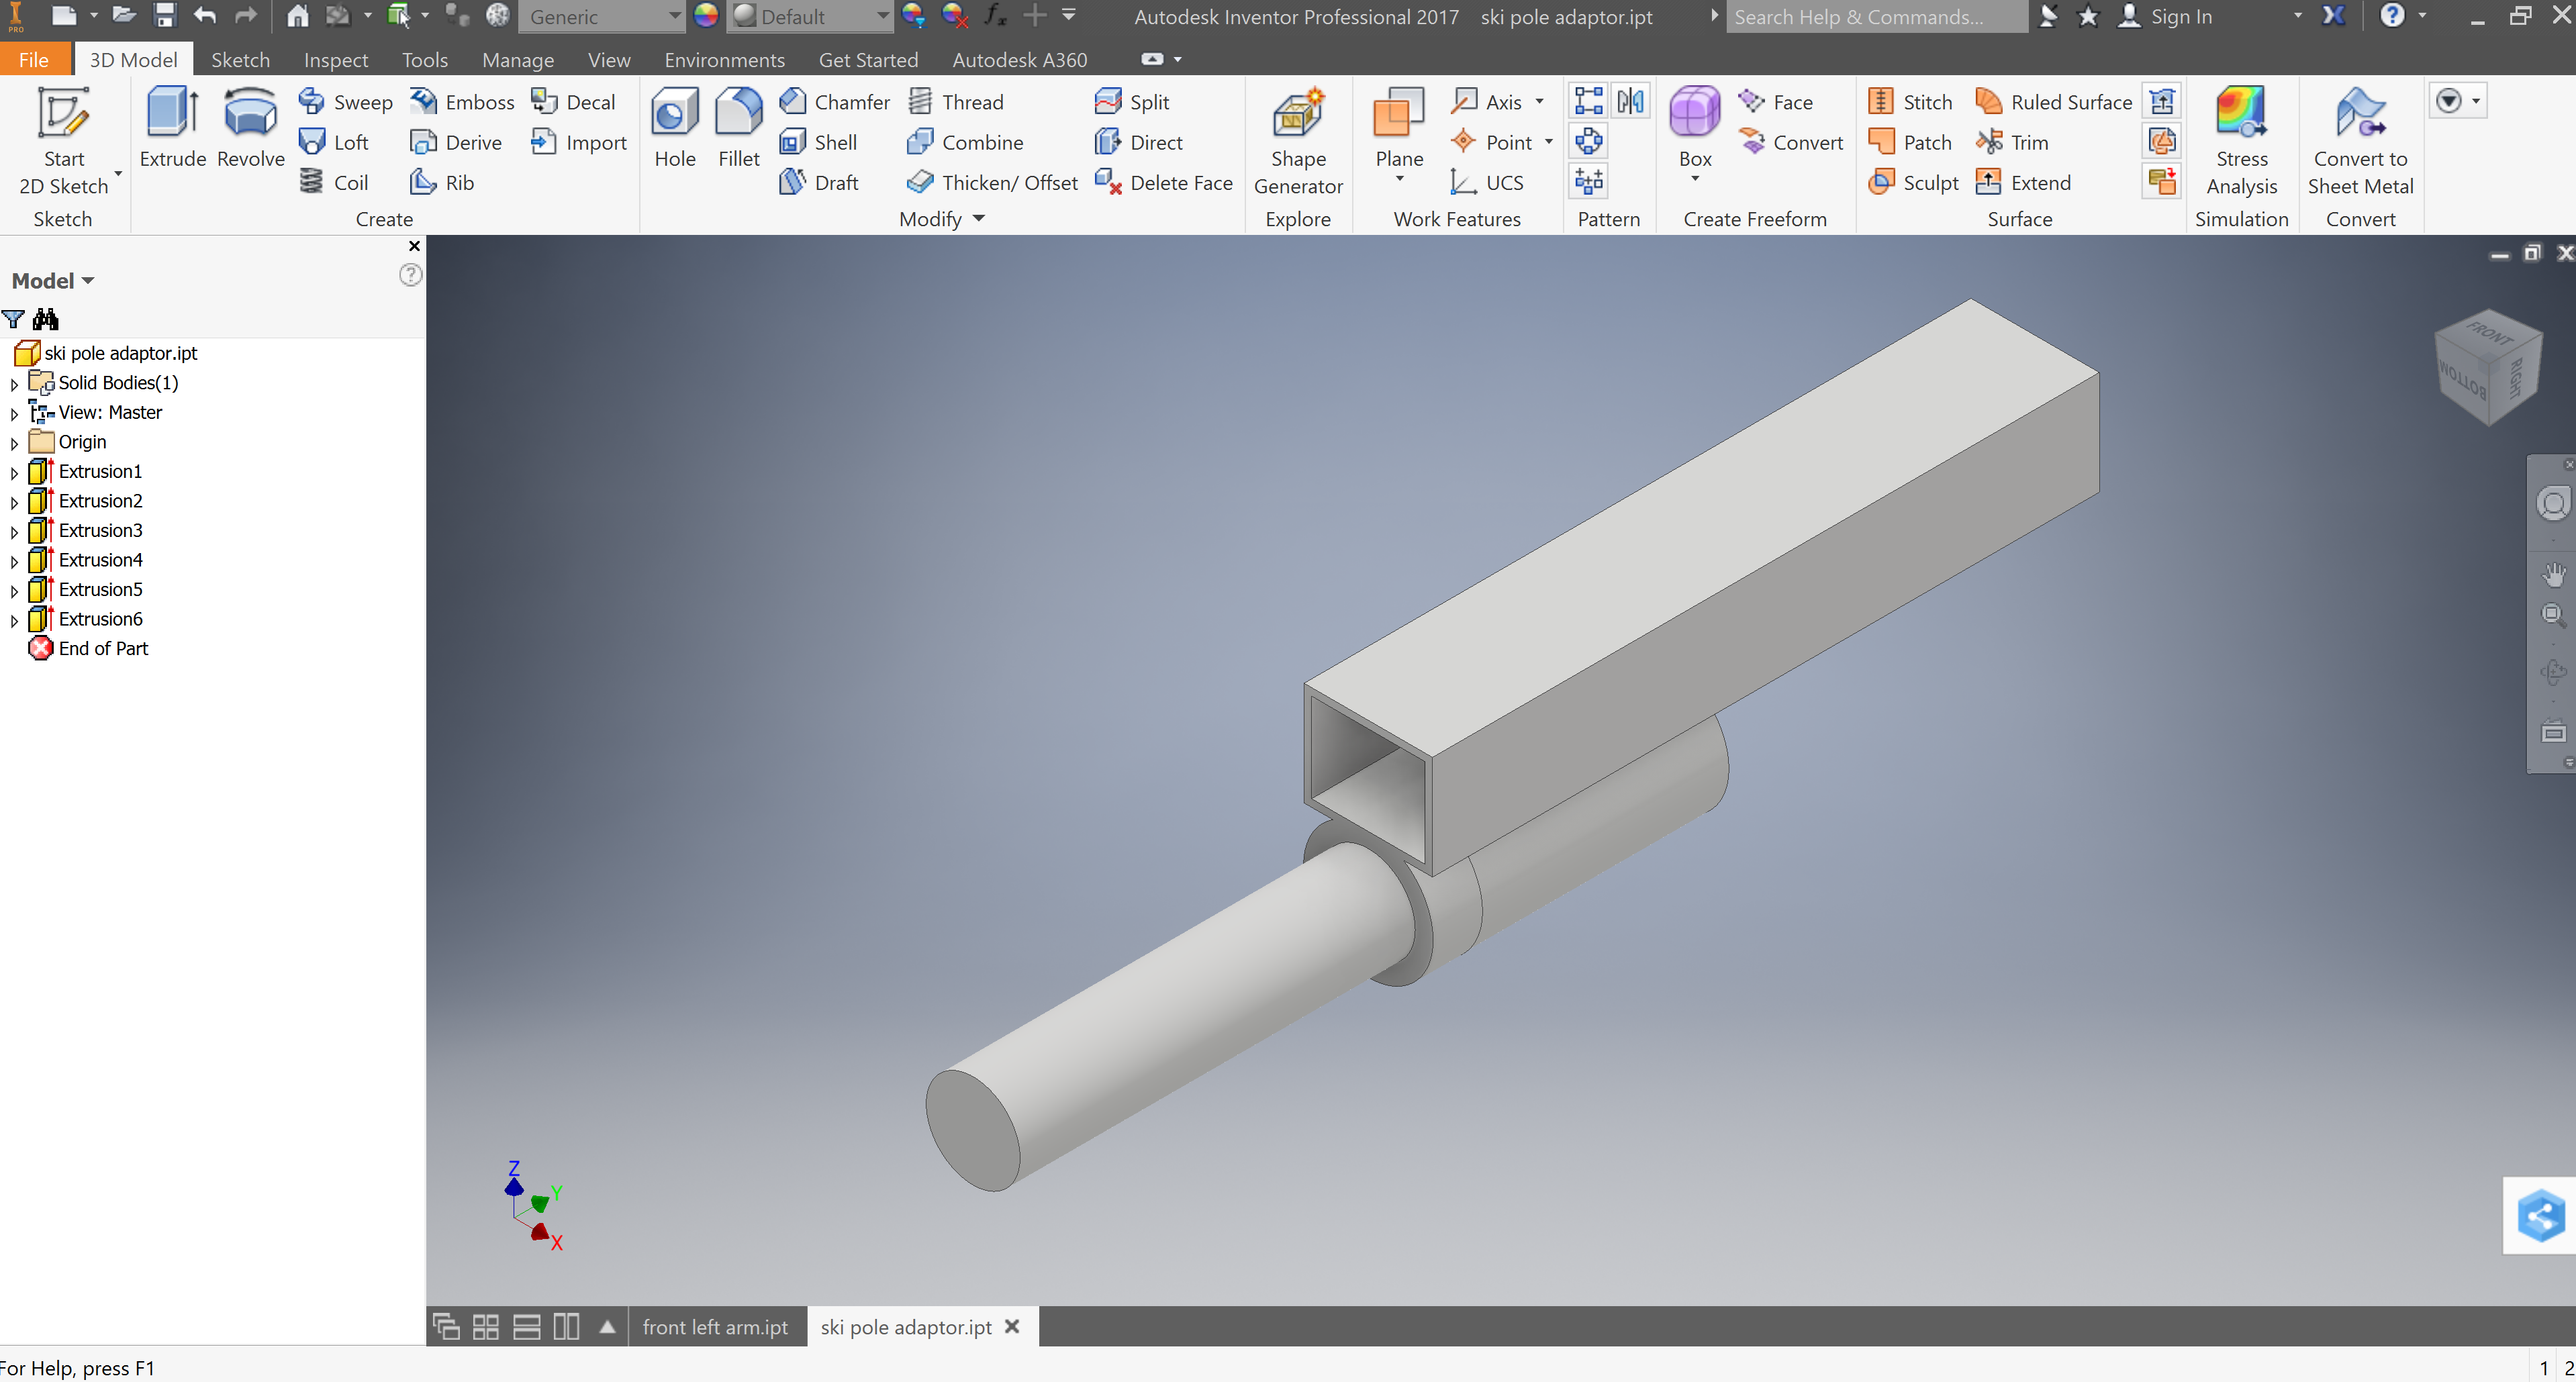 PRO
Generic
Default
Autodesk Inventor Professional 2017 ski pole adaptor.ipt
Search Help & Commands...
Sign In
File 3D Model Sketch Inspect Tools Manage View Environments Get Started Autodesk A360
Start
2D Sketch
Sketch
Extrude
Revolve
Sweep
Loft
Coil
Emboss
Derive
Rib
Decal
Import
Create
Hole
Fillet
Chamfer
Shell
Draft
Thread
Combine
Thicken/ Offset
Split
Direct
Delete Face
Modify
Shape
Generator
Explore
Plane
Axis
Point
UCS
Work Features
Pattern
Box
Face
Convert
Create Freeform
Stitch
Patch
Sculpt
Ruled Surface
Trim
Extend
Surface
Stress
Analysis
Simulation
Convert to
Sheet Metal
Convert
Model
ski pole adaptor.ipt
Solid Bodies(1)
View: Master
Origin
Extrusion1
Extrusion2
Extrusion3
Extrusion4
Extrusion5
Extrusion6
End of Part
FRONT
BOTTOM
RIGHT
Z
Y
X
front left arm.ipt
ski pole adaptor.ipt
For Help, press F1
1 2